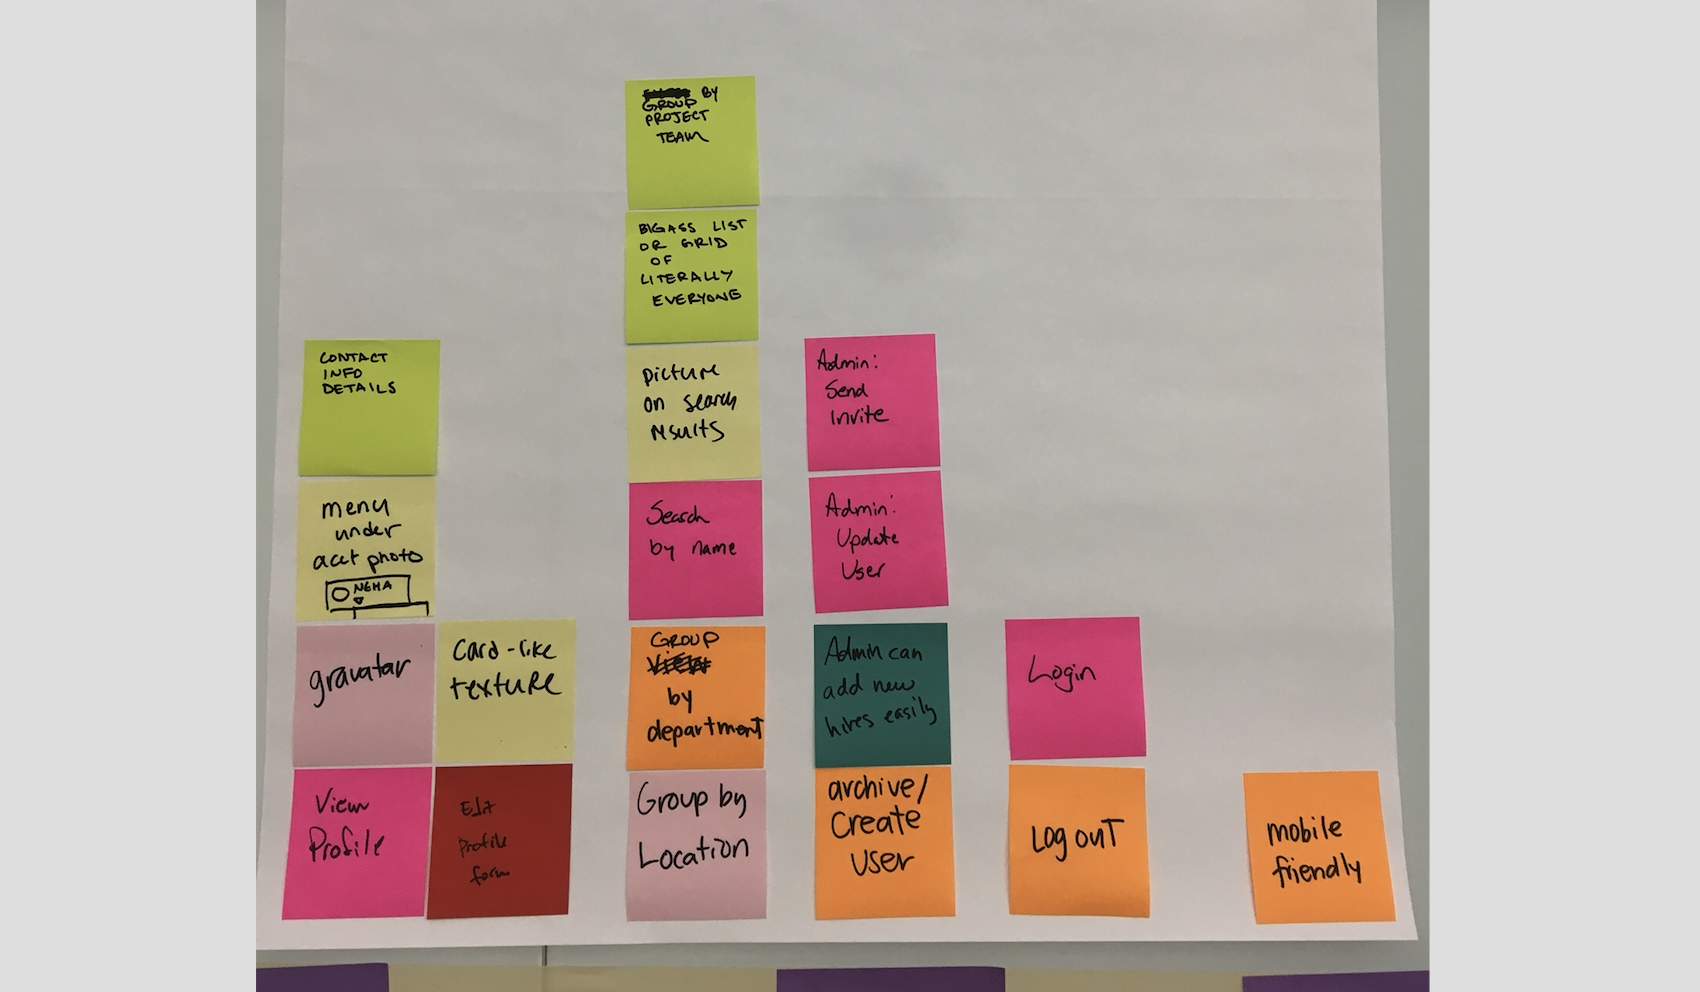 GROUP BY
PROJECT
TEAM
BIGASS LIST
OR GRID
OF
LITERALLY
EVERYONE
CONTACT
INFO
DETAILS
menu
under
acct photo
NEHA
gravatar
Card-like
texture
View
Profile
Edit
Profile
form
picture
on search
results
Search
by name
GROUP
by
department
Group by
Location
Admin:
Send
Invite
Admin:
Update
User
Admin can
add new
hires easily
archive/
Create
User
Login
Log out
mobile
friendly